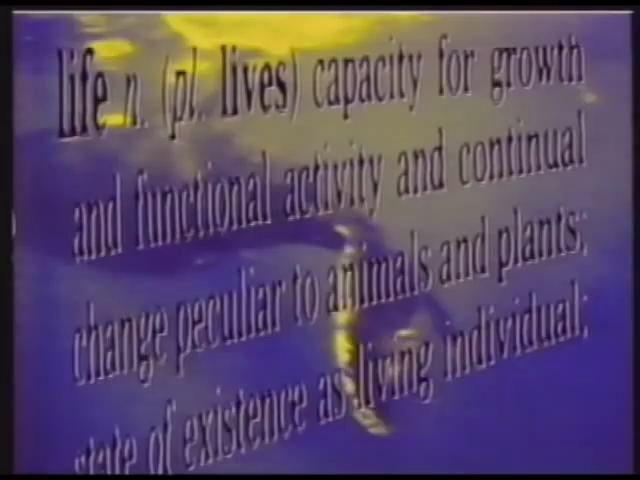 life n. (pl. lives) capacity for growth
and functional activity and continual
change peculiar to animals and plants;
state of existence as living individual;